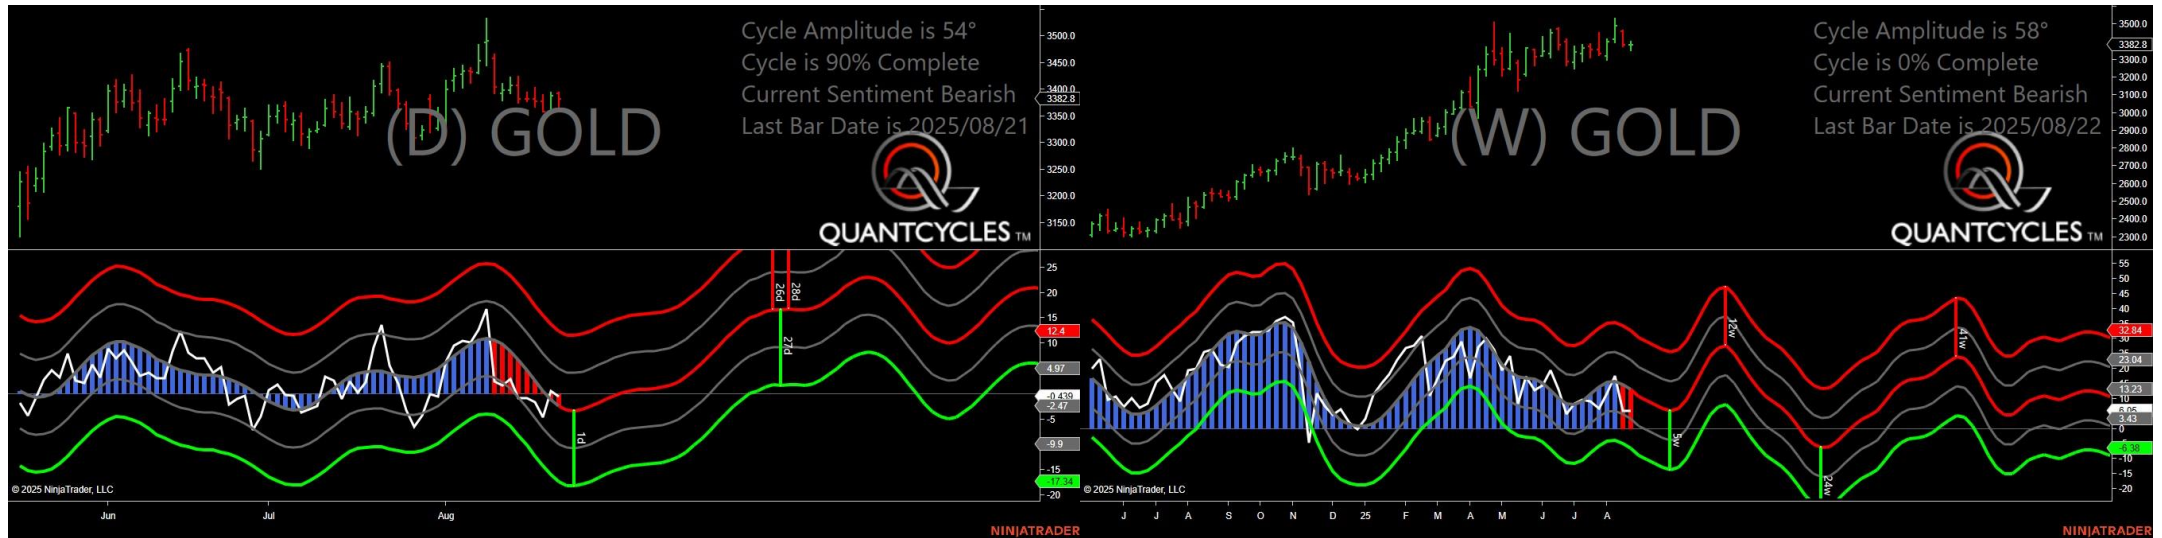 Cycle Amplitude is 54°
Cycle is 90% Complete
Current Sentiment Bearish
Last Bar Date is 2025/08/21
(D) GOLD
QUANTCYCLES TM
3500.0
3450.0
3400.0
3382.8
3350.0
3300.0
3250.0
3200.0
3150.0
25
20
15
12.4
10
4.97
-0.439
-2.47
-5
-9.9
-15
-17.34
-20
26d
28d
27d
1d
© 2025 NinjaTrader, LLC
Jun
Jul
Aug
NINJATRADER
Cycle Amplitude is 58°
Cycle is 0% Complete
Current Sentiment Bearish
Last Bar Date is 2025/08/22
(W) GOLD
QUANTCYCLES TM
3500.0
3382.8
3300.0
3200.0
3100.0
3000.0
2900.0
2800.0
2700.0
2600.0
2500.0
2400.0
2300.0
55
50
45
40
32.84
30
23.04
20
13.23
10
6.05
3.43
0
-6.38
-10
-15
-20
12w
41w
5w
24w
© 2025 NinjaTrader, LLC
J
J
A
S
O
N
D
25
F
M
A
M
J
J
A
NINJATRADER